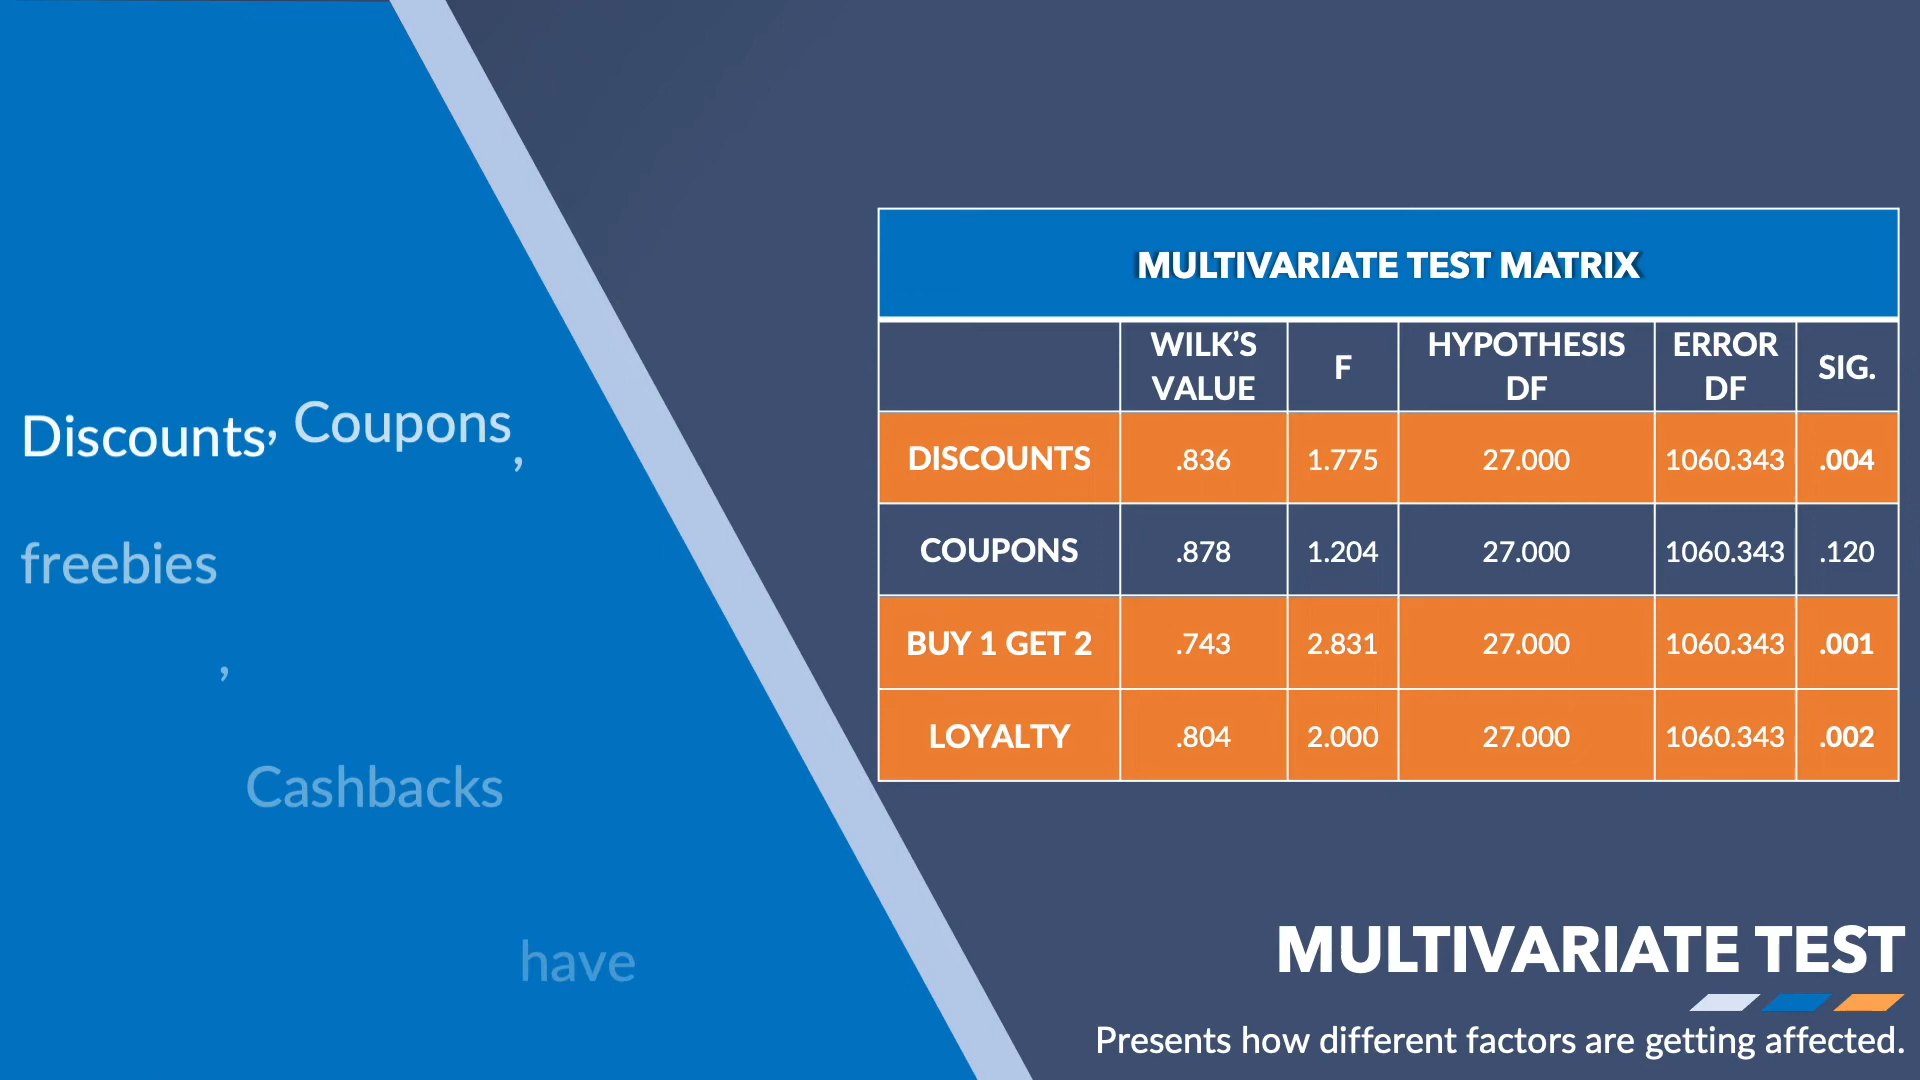 Discounts, Coupons,
freebies
,
Cashbacks
have
MULTIVARIATE TEST MATRIX
WILK’S VALUE F HYPOTHESIS DF ERROR DF SIG.
DISCOUNTS .836 1.775 27.000 1060.343 .004
COUPONS .878 1.204 27.000 1060.343 .120
BUY 1 GET 2 .743 2.831 27.000 1060.343 .001
LOYALTY .804 2.000 27.000 1060.343 .002
MULTIVARIATE TEST
Presents how different factors are getting affected.